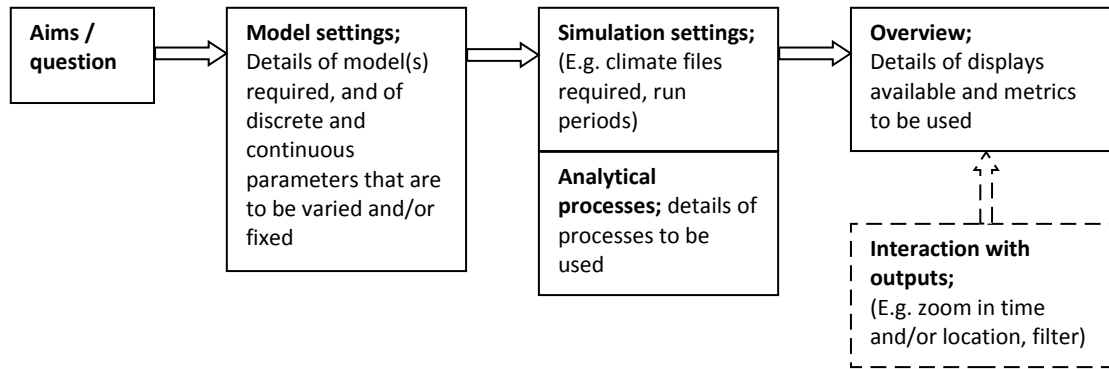 Aims /
question
Model settings;
Details of model(s)
required, and of
discrete and
continuous
parameters that are
to be varied and/or
fixed
Simulation settings;
(E.g. climate files
required, run
periods)
Analytical
processes; details of
processes to be
used
Overview;
Details of displays
available and metrics
to be used
Interaction with
outputs;
(E.g. zoom in time
and/or location, filter)